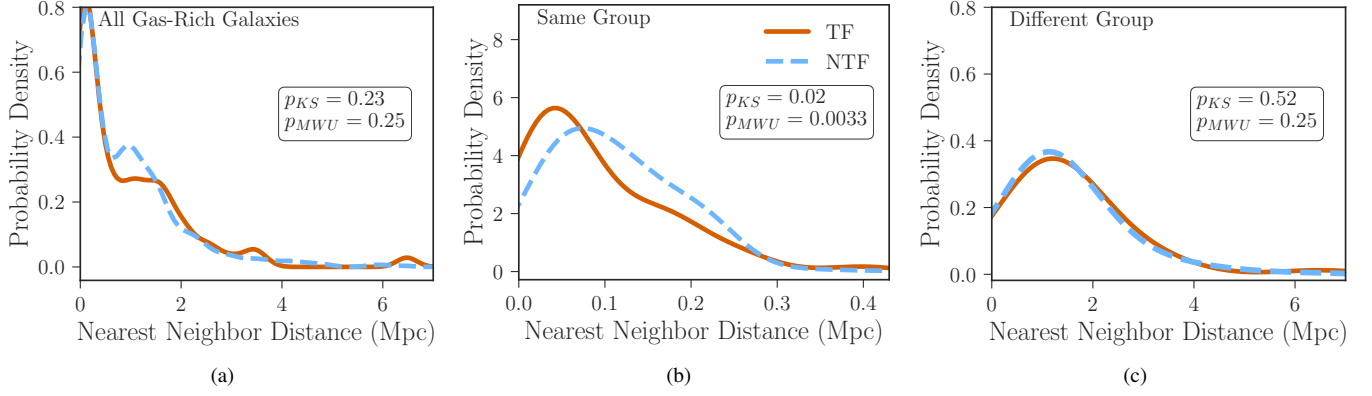 All Gas-Rich Galaxies
p_KS = 0.23
p_MWU = 0.25
Probability Density
0.0
0.2
0.4
0.6
0.8
0
2
4
6
Nearest Neighbor Distance (Mpc)
(a)
Same Group
TF
NTF
p_KS = 0.02
p_MWU = 0.0033
Probability Density
0
2
4
6
8
0.0
0.1
0.2
0.3
0.4
Nearest Neighbor Distance (Mpc)
(b)
Different Group
p_KS = 0.52
p_MWU = 0.25
Probability Density
0.0
0.2
0.4
0.6
0.8
0
2
4
6
Nearest Neighbor Distance (Mpc)
(c)